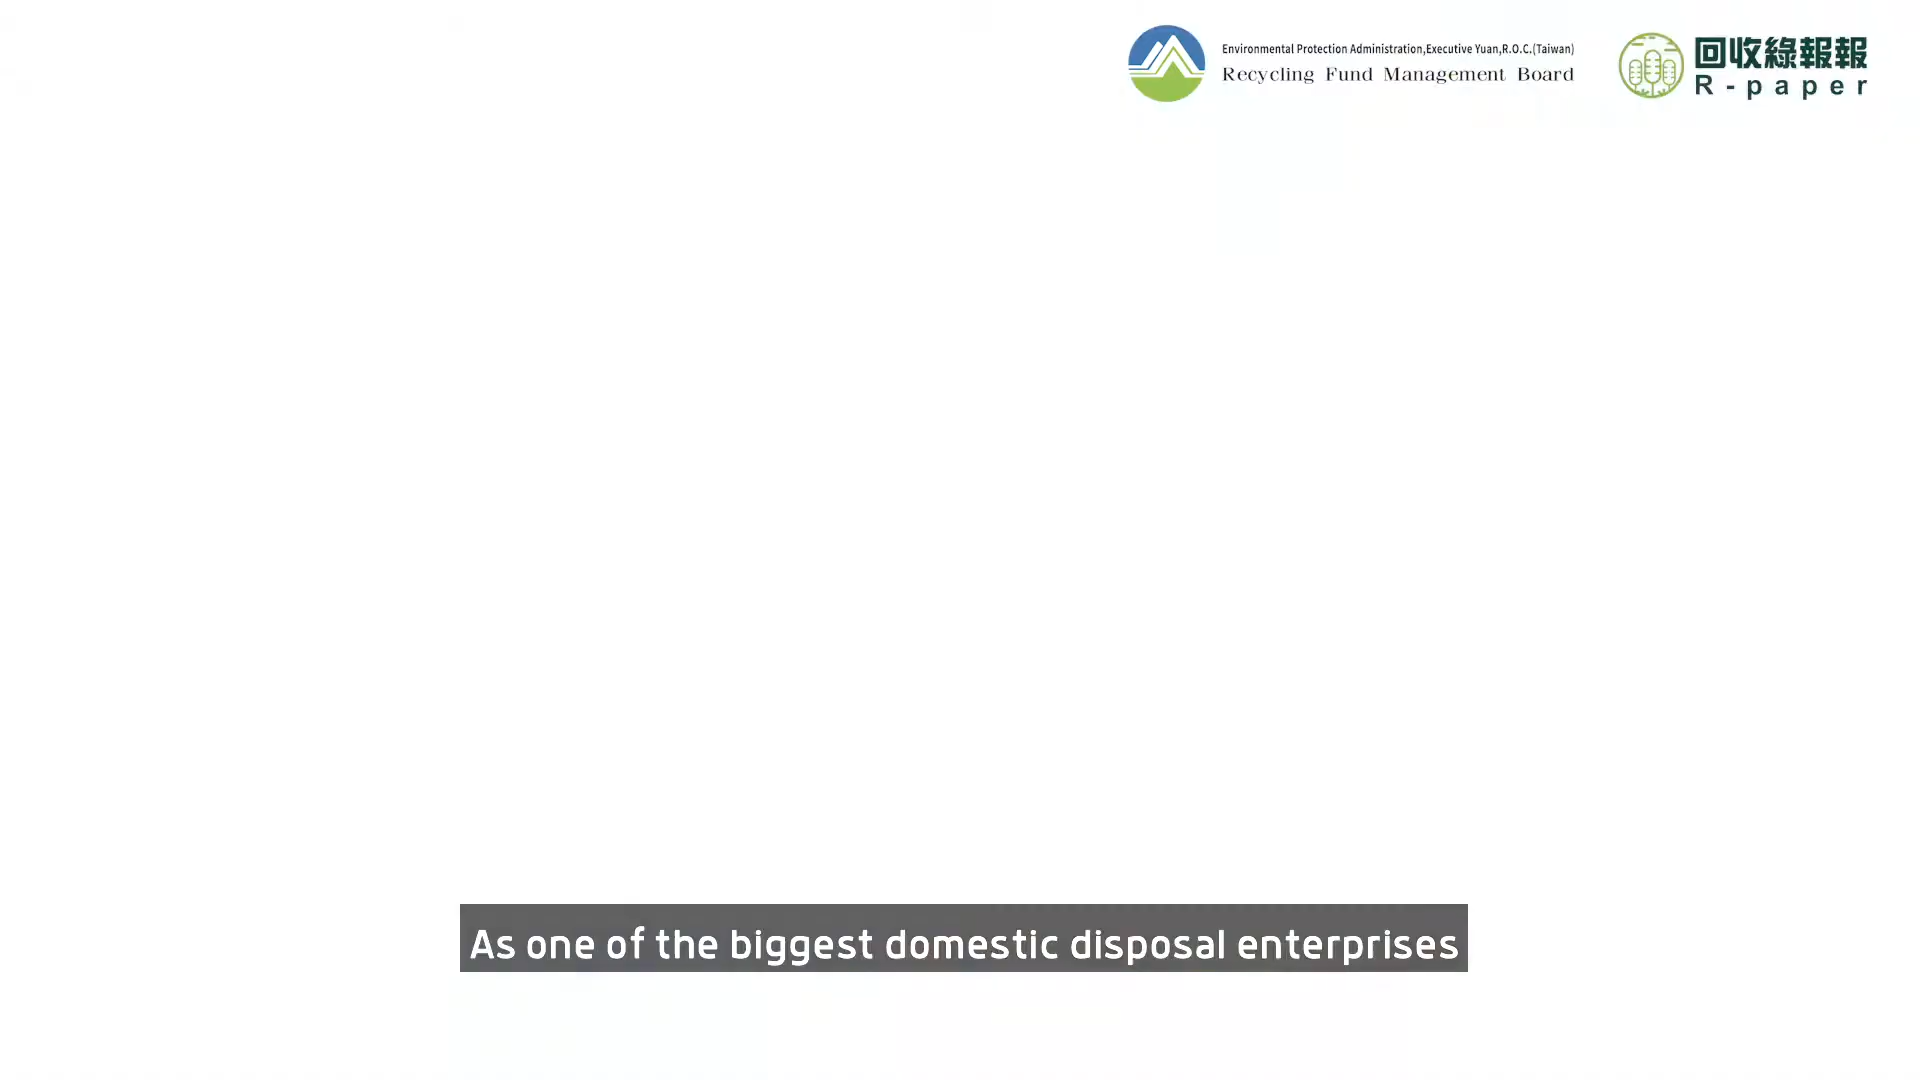 Environmental Protection Administration,Executive Yuan,R.O.C.(Taiwan)
Recycling Fund Management Board
回收綠報報
R-paper
As one of the biggest domestic disposal enterprises